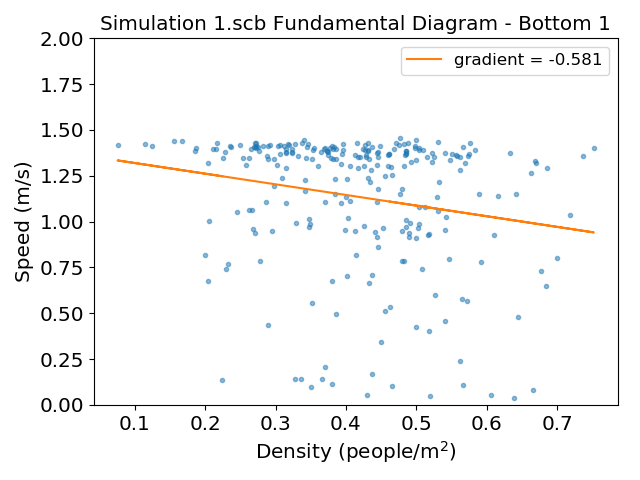 Simulation 1.scb Fundamental Diagram - Bottom 1
gradient = -0.581
2.00
1.75
1.50
1.25
1.00
0.75
0.50
0.25
0.00
Speed (m/s)
0.1 0.2 0.3 0.4 0.5 0.6 0.7
Density (people/m²)